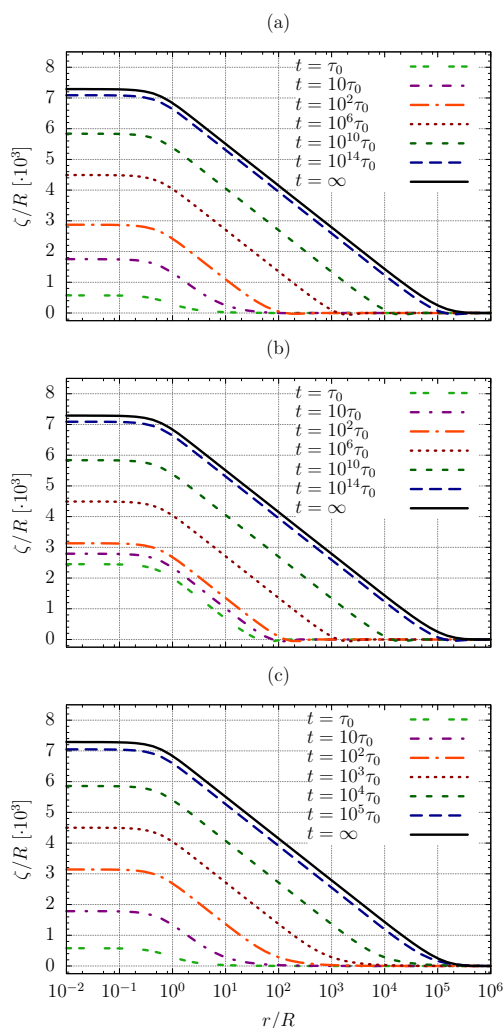 (a)
ζ/R [·10³]
8
7
6
5
4
3
2
1
0
t = τ₀
t = 10τ₀
t = 10²τ₀
t = 10⁶τ₀
t = 10¹⁰τ₀
t = 10¹⁴τ₀
t = ∞
(b)
ζ/R [·10³]
8
7
6
5
4
3
2
1
0
t = τ₀
t = 10τ₀
t = 10²τ₀
t = 10⁶τ₀
t = 10¹⁰τ₀
t = 10¹⁴τ₀
t = ∞
(c)
ζ/R [·10³]
8
7
6
5
4
3
2
1
0
t = τ₀
t = 10τ₀
t = 10²τ₀
t = 10³τ₀
t = 10⁴τ₀
t = 10⁵τ₀
t = ∞
10⁻² 10⁻¹ 10⁰ 10¹ 10² 10³ 10⁴ 10⁵ 10⁶
r/R